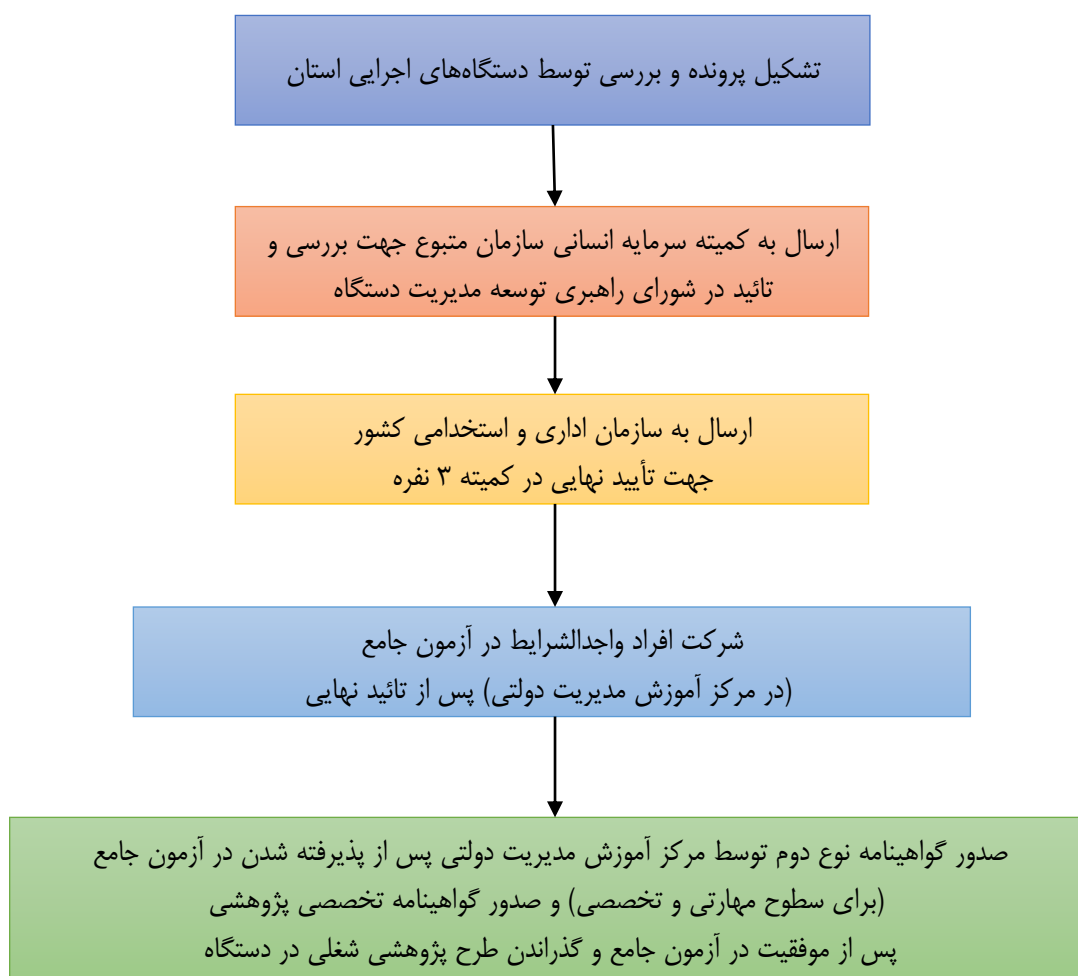 تشکیل پرونده و بررسی توسط دستگاه‌های اجرایی استان
ارسال به کمیته سرمایه انسانی سازمان متبوع جهت بررسی و
تائید در شورای راهبری توسعه مدیریت دستگاه
ارسال به سازمان اداری و استخدامی کشور
جهت تأیید نهایی در کمیته ۳ نفره
شرکت افراد واجدالشرایط در آزمون جامع
(در مرکز آموزش مدیریت دولتی) پس از تائید نهایی
صدور گواهینامه نوع دوم توسط مرکز آموزش مدیریت دولتی پس از پذیرفته شدن در آزمون جامع
(برای سطوح مهارتی و تخصصی) و صدور گواهینامه تخصصی پژوهشی
پس از موفقیت در آزمون جامع و گذراندن طرح پژوهشی شغلی در دستگاه